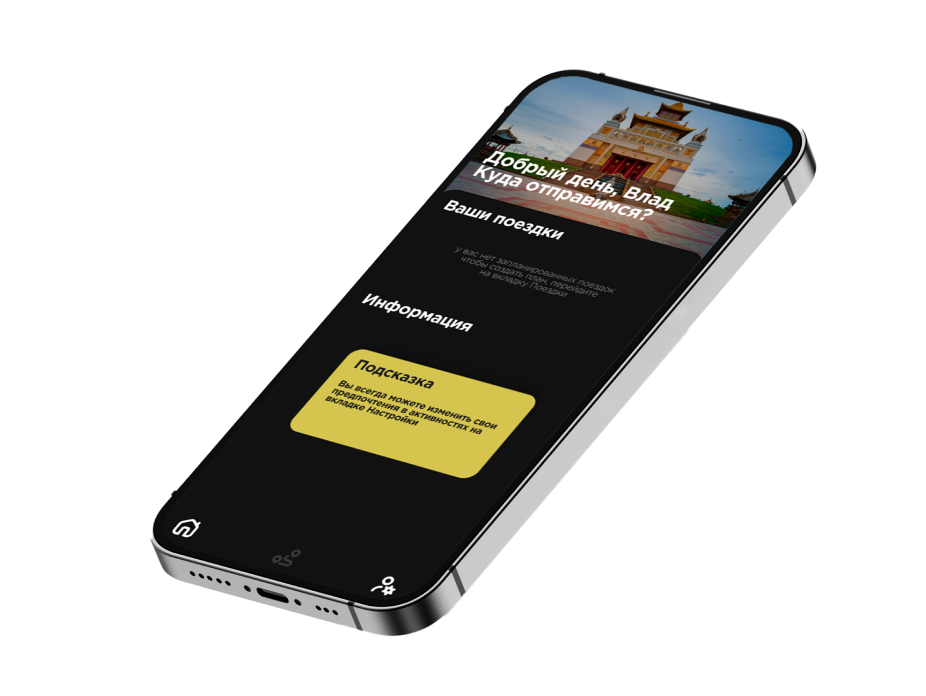 Добрый день, Влад
Куда отправимся?
Ваши поездки
у вас нет запланированных поездок
чтобы создать план, перейдите
на вкладку Поездки
Информация
Подсказка
Вы всегда можете изменить свои
предпочтения в активностях на
вкладке Настройки